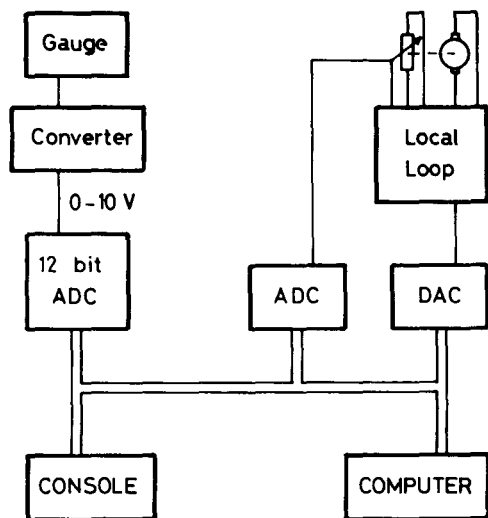 Gauge
Converter
0-10 V
12 bit
ADC
ADC
Local
Loop
DAC
CONSOLE
COMPUTER